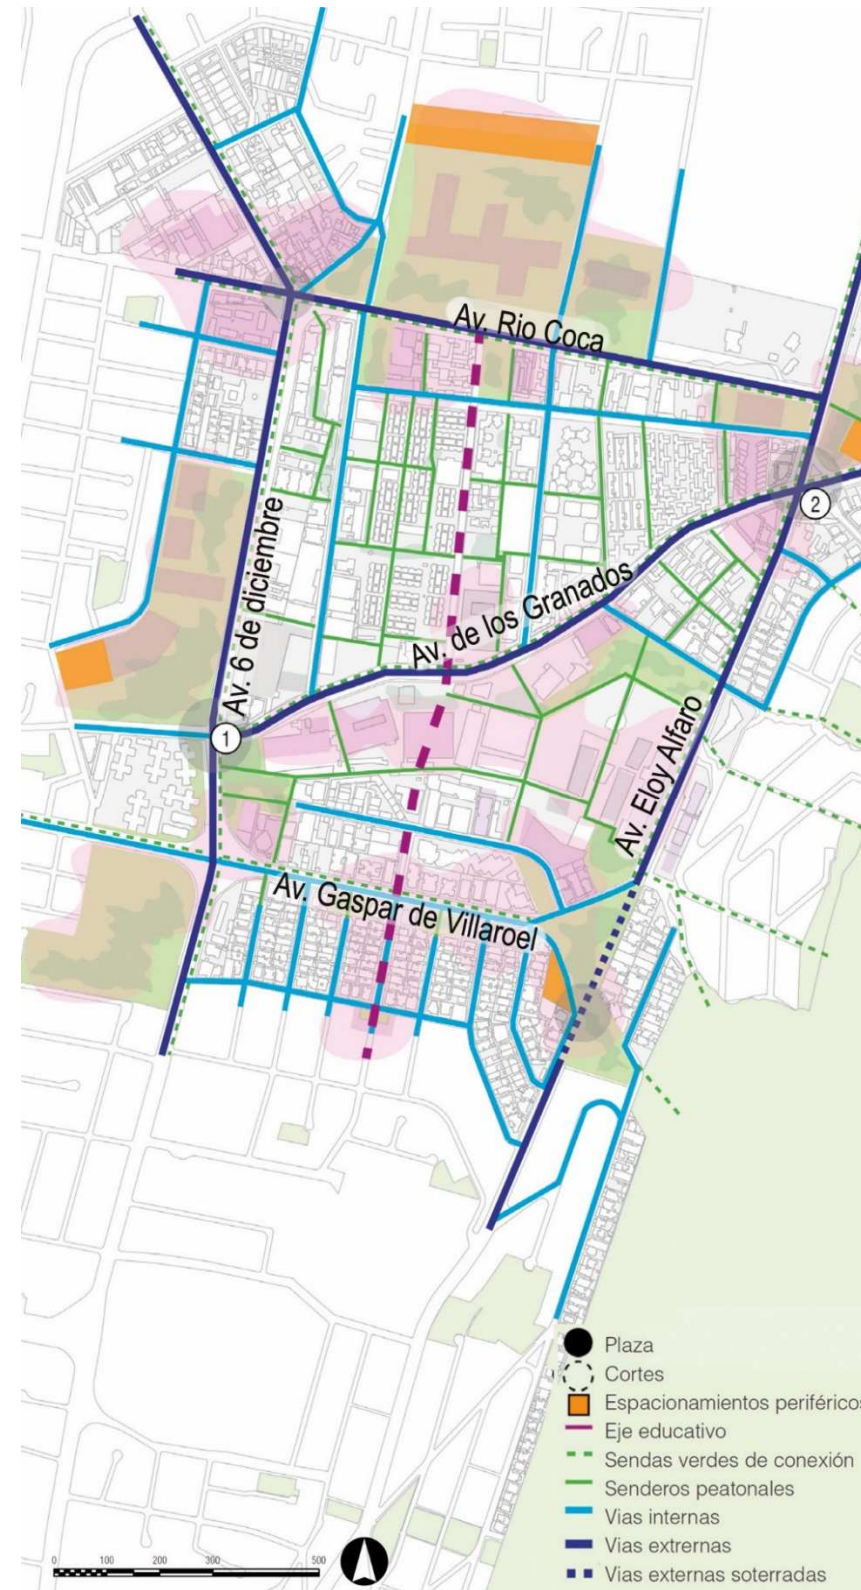 Av. Rio Coca
Av. 6 de diciembre
Av. de los Granados
2
1
Av. Eloy Alfaro
Av. Gaspar de Villaroel
Plaza
Cortes
Espacionamientos periféricos
Eje educativo
Sendas verdes de conexión
Senderos peatonales
Vias internas
Vias extrernas
Vias externas soterradas
0 100 200 300 500